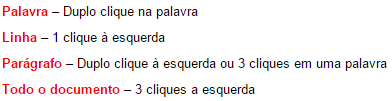 Palavra – Duplo clique na palavra
Linha – 1 clique à esquerda
Parágrafo – Duplo clique à esquerda ou 3 cliques em uma palavra
Todo o documento – 3 cliques a esquerda